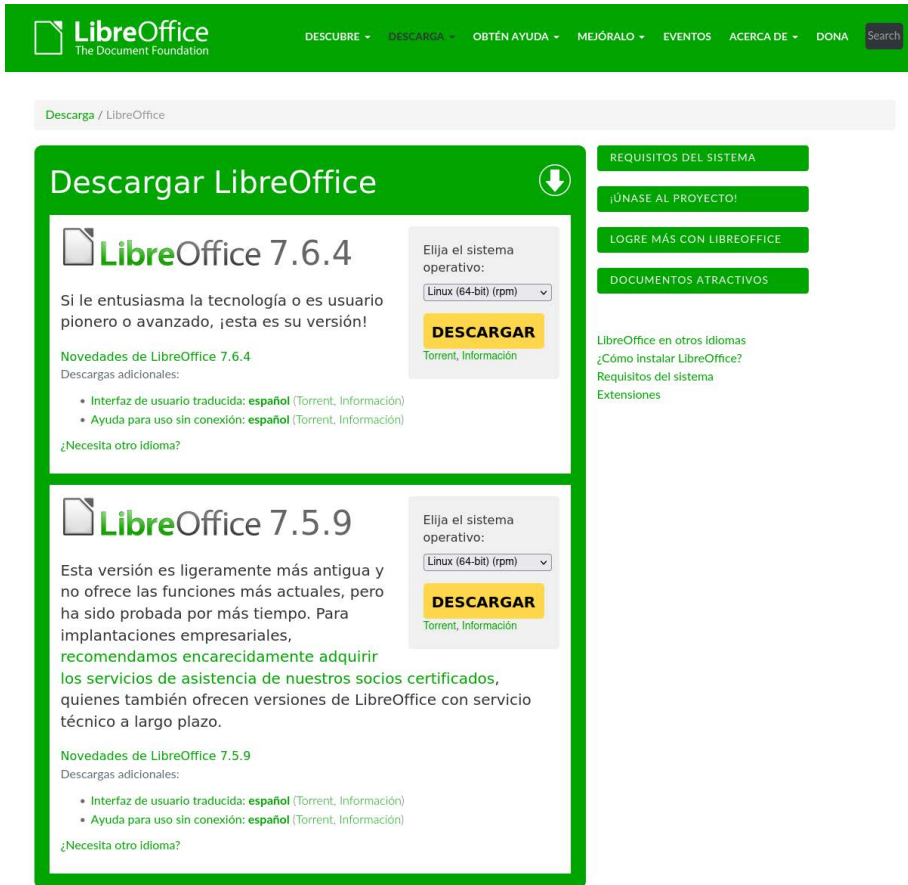 LibreOffice
The Document Foundation
DESCUBRE DESCARGA OBTÉN AYUDA MEJÓRALO EVENTOS ACERCA DE DONA Search
Descarga / LibreOffice
Descargar LibreOffice
LibreOffice 7.6.4
Si le entusiasma la tecnología o es usuario
pionero o avanzado, ¡esta es su versión!
Novedades de LibreOffice 7.6.4
Descargas adicionales:
• Interfaz de usuario traducida: español (Torrent, Información)
• Ayuda para uso sin conexión: español (Torrent, Información)
¿Necesita otro idioma?
Elija el sistema
operativo:
Linux (64-bit) (rpm)
DESCARGAR
Torrent, Información
LibreOffice 7.5.9
Esta versión es ligeramente más antigua y
no ofrece las funciones más actuales, pero
ha sido probada por más tiempo. Para
implantaciones empresariales,
recomendamos encarecidamente adquirir
los servicios de asistencia de nuestros socios certificados,
quienes también ofrecen versiones de LibreOffice con servicio
técnico a largo plazo.
Novedades de LibreOffice 7.5.9
Descargas adicionales:
• Interfaz de usuario traducida: español (Torrent, Información)
• Ayuda para uso sin conexión: español (Torrent, Información)
¿Necesita otro idioma?
Elija el sistema
operativo:
Linux (64-bit) (rpm)
DESCARGAR
Torrent, Información
REQUISITOS DEL SISTEMA
¡ÚNASE AL PROYECTO!
LOGRE MÁS CON LIBREOFFICE
DOCUMENTOS ATRACTIVOS
LibreOffice en otros idiomas
¿Cómo instalar LibreOffice?
Requisitos del sistema
Extensiones